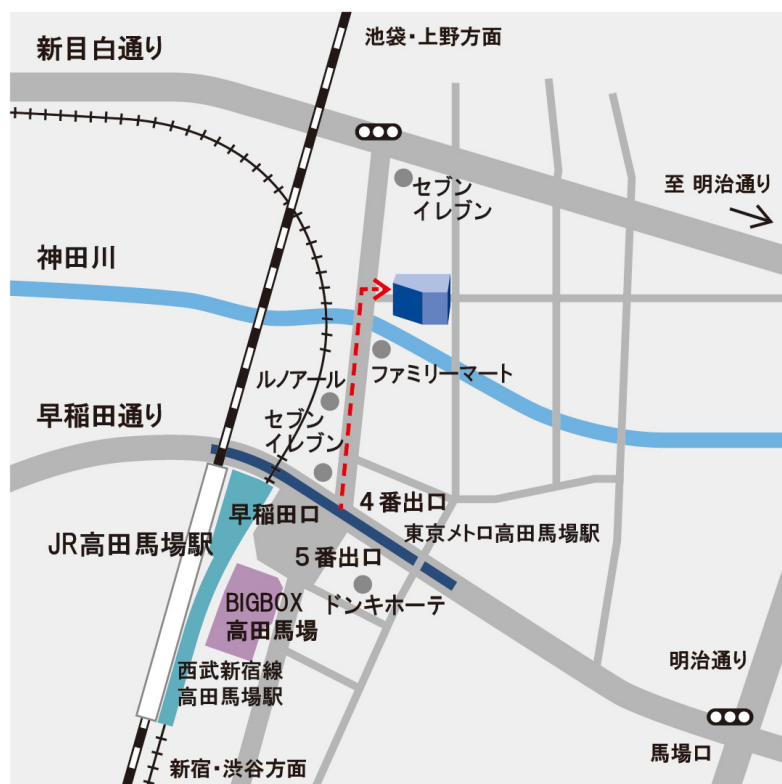 池袋・上野方面
新目白通り
セブン
イレブン
至 明治通り
神田川
ルノアール
ファミリーマート
早稲田通り
セブン
イレブン
4番出口
早稲田口
東京メトロ高田馬場駅
JR高田馬場駅
5番出口
BIGBOX
高田馬場
ドンキホーテ
西武新宿線
高田馬場駅
明治通り
馬場口
新宿・渋谷方面